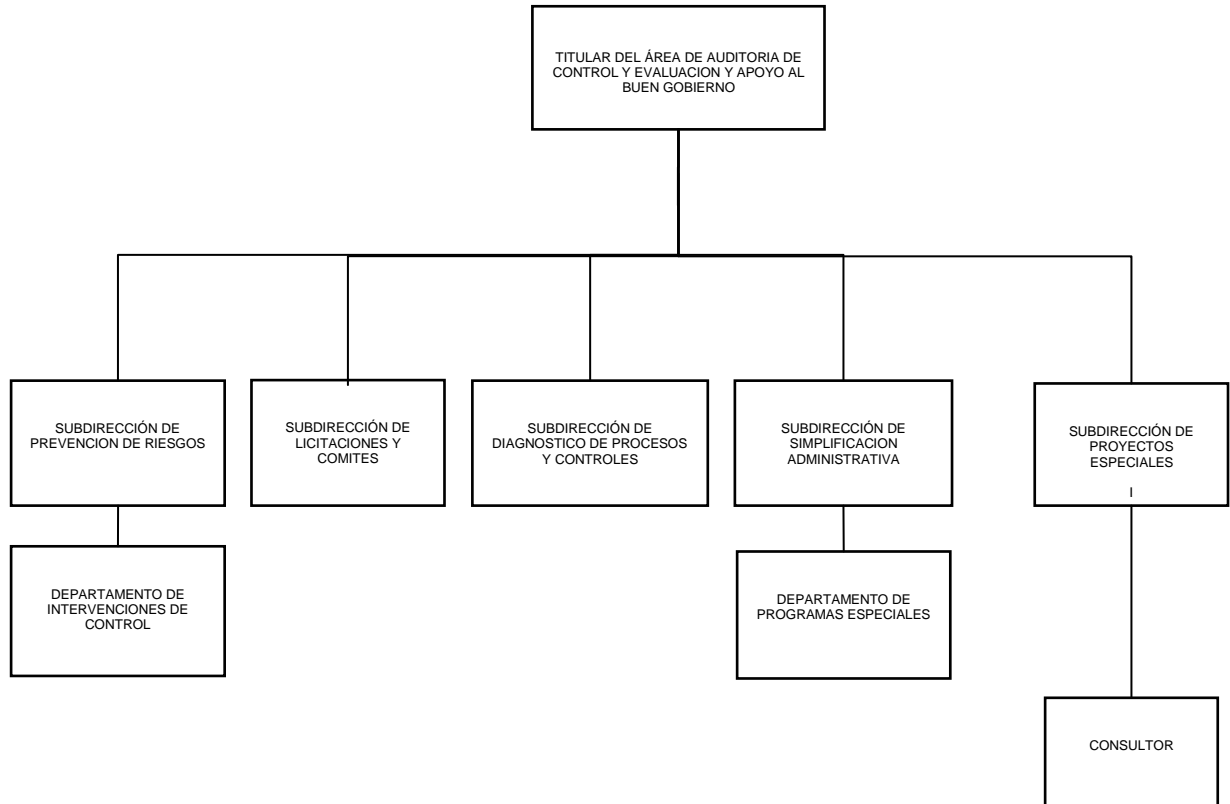 TITULAR DEL ÁREA DE AUDITORIA DE
CONTROL Y EVALUACION Y APOYO AL
BUEN GOBIERNO
SUBDIRECCIÓN DE
PREVENCION DE RIESGOS
SUBDIRECCIÓN DE
LICITACIONES Y
COMITES
SUBDIRECCIÓN DE
DIAGNOSTICO DE PROCESOS
Y CONTROLES
SUBDIRECCIÓN DE
SIMPLIFICACION
ADMINISTRATIVA
SUBDIRECCIÓN DE
PROYECTOS
ESPECIALES
DEPARTAMENTO DE
INTERVENCIONES DE
CONTROL
DEPARTAMENTO DE
PROGRAMAS ESPECIALES
CONSULTOR